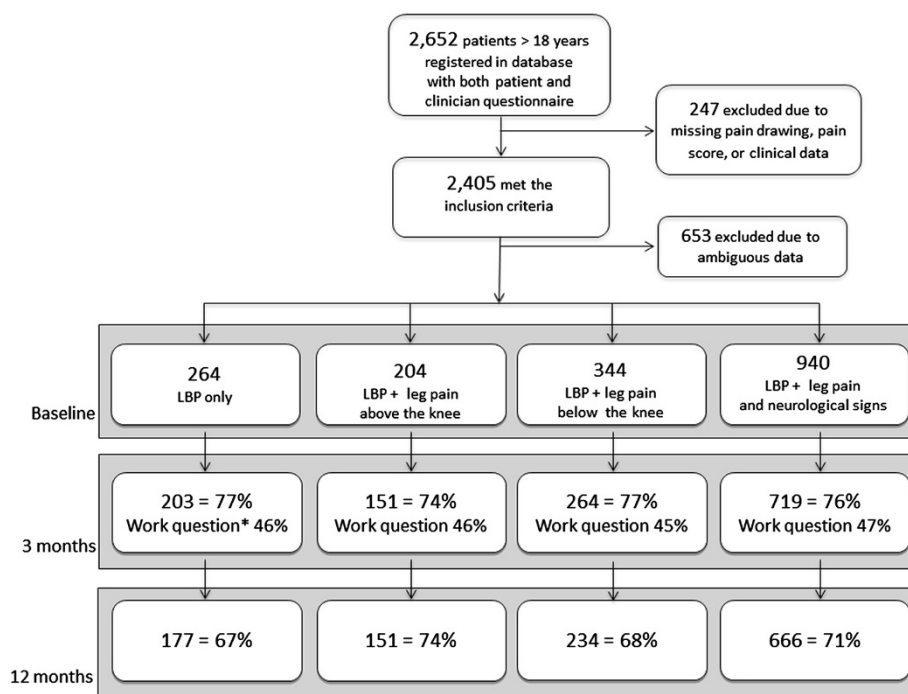 2,652 patients > 18 years
registered in database
with both patient and
clinician questionnaire
247 excluded due to
missing pain drawing, pain
score, or clinical data
2,405 met the
inclusion criteria
653 excluded due to
ambiguous data
Baseline
264
LBP only
204
LBP + leg pain
above the knee
344
LBP + leg pain
below the knee
940
LBP + leg pain
and neurological signs
3 months
203 = 77%
Work question* 46%
151 = 74%
Work question 46%
264 = 77%
Work question 45%
719 = 76%
Work question 47%
12 months
177 = 67%
151 = 74%
234 = 68%
666 = 71%